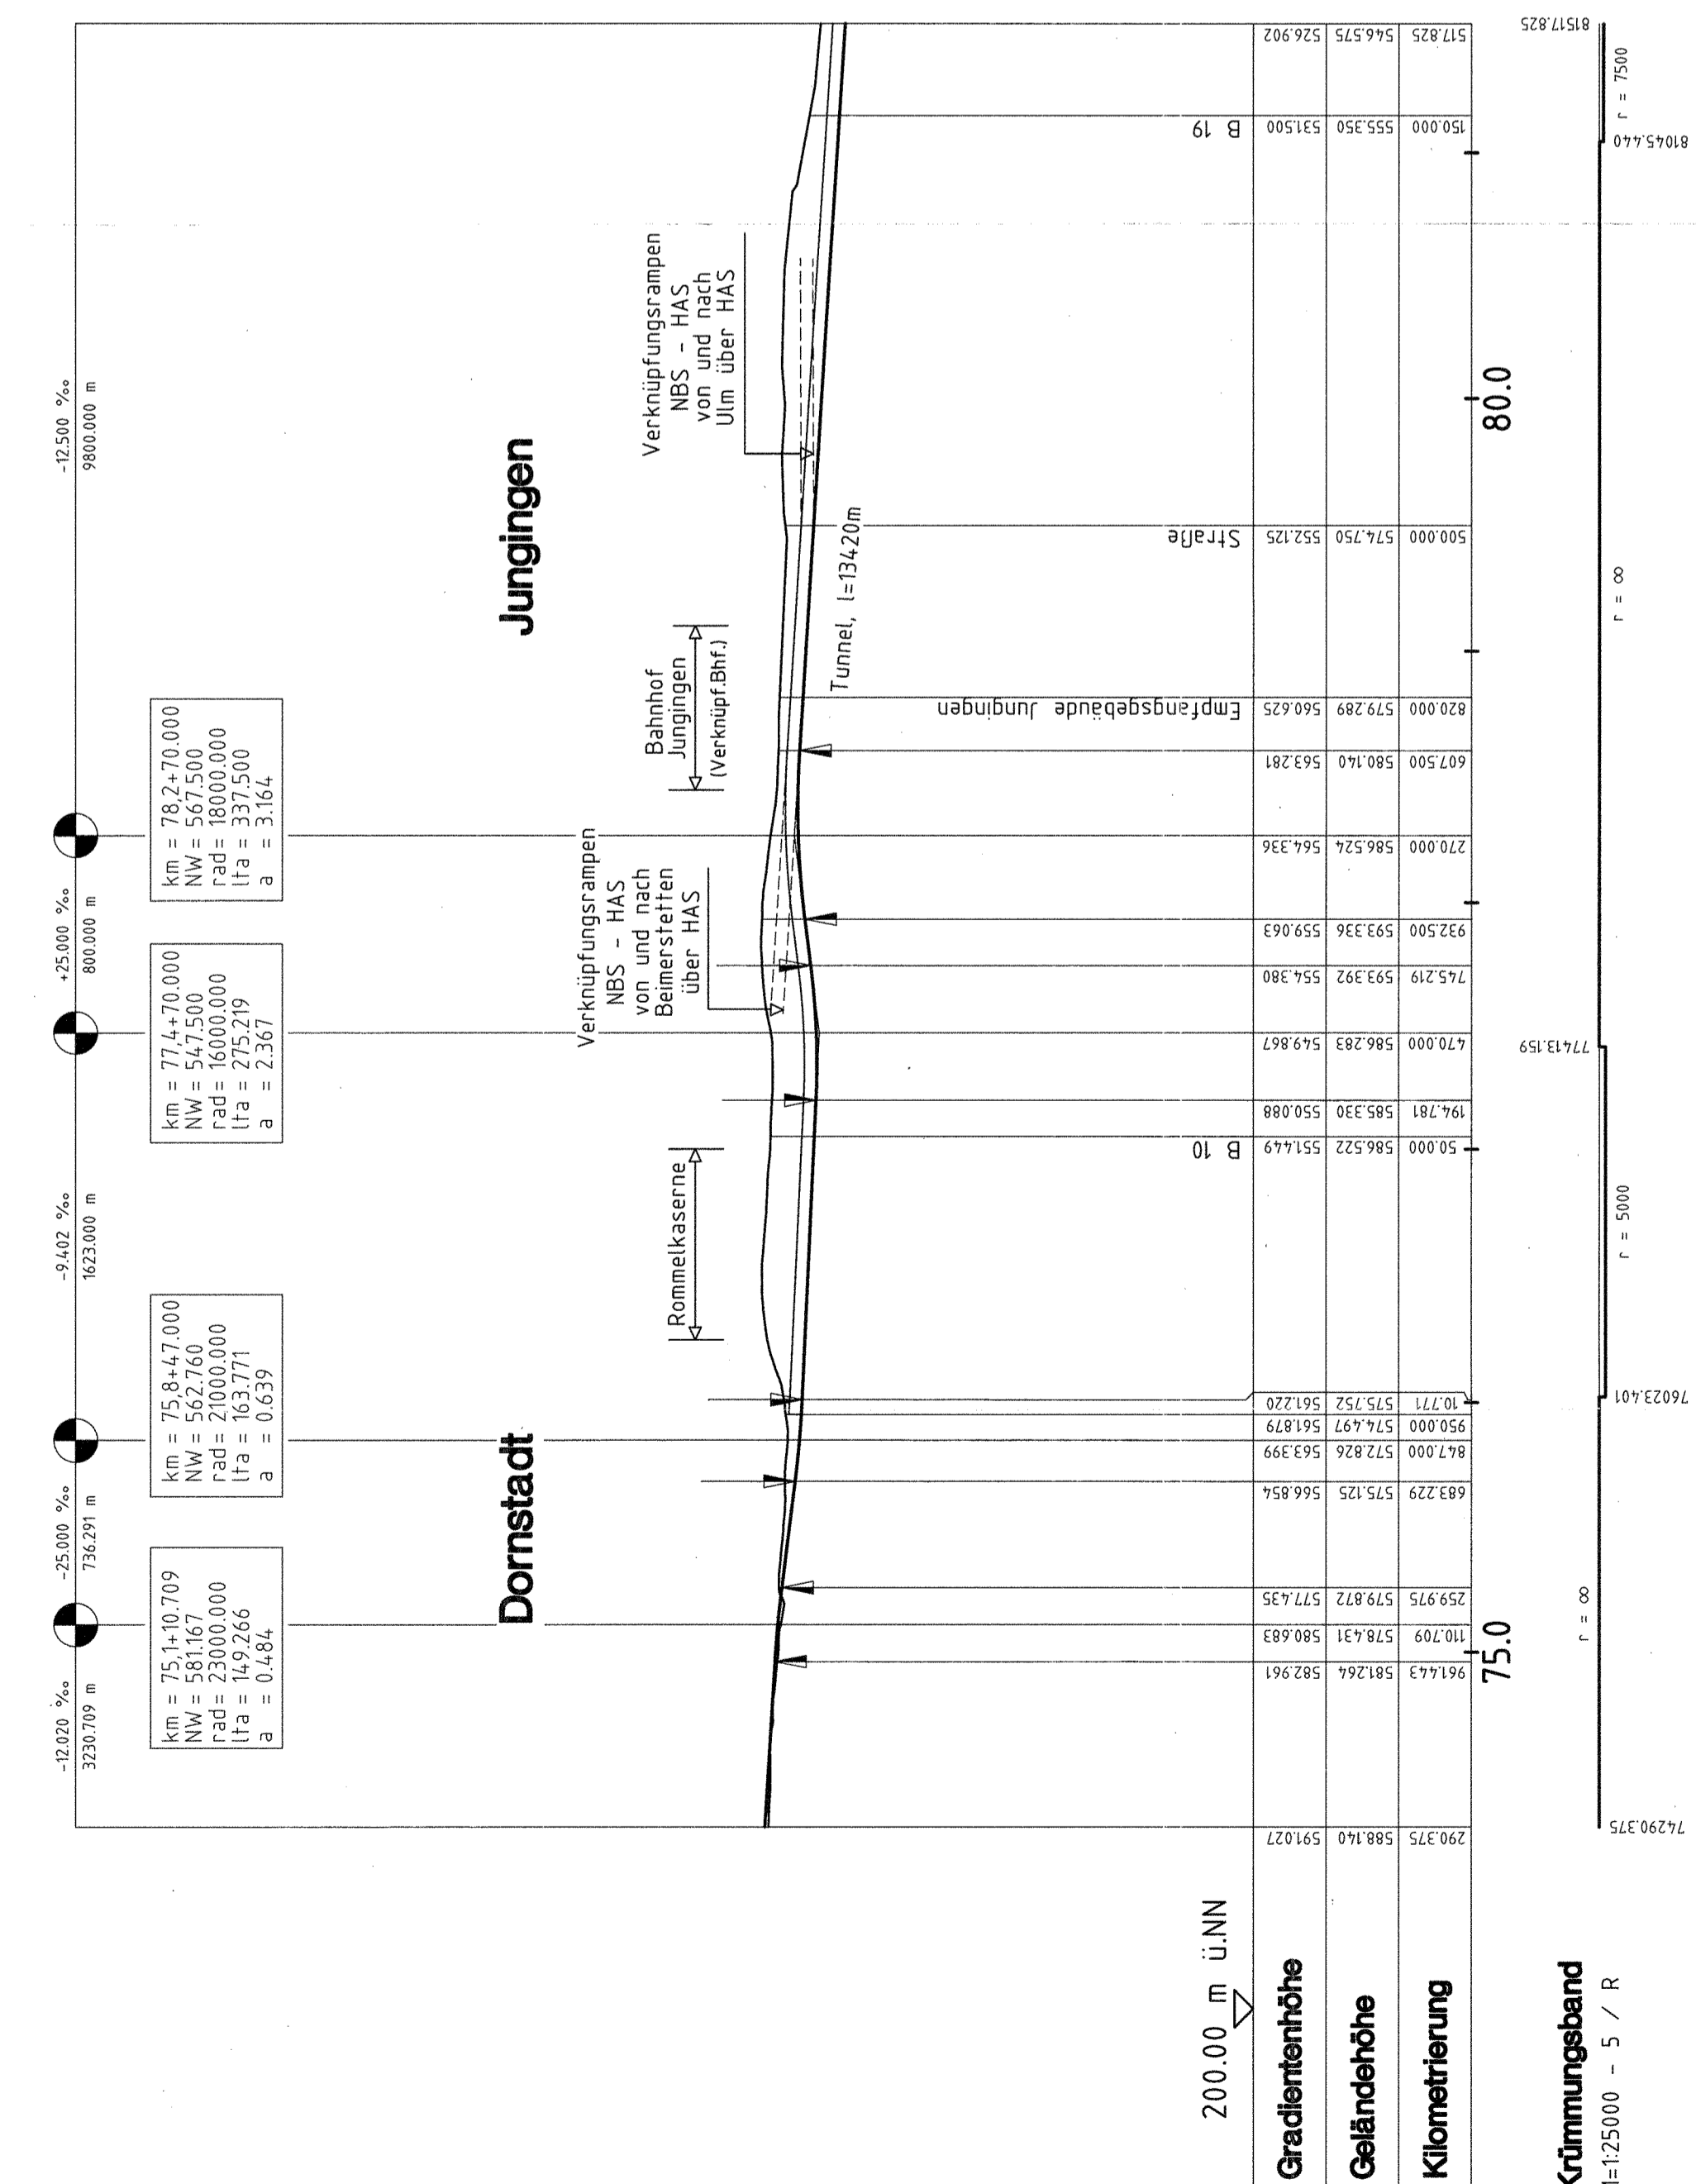 -12.020 ‰
3230.709 m
-25.000 ‰
736.291 m
-9.402 ‰
1623.000 m
+25.000 ‰
800.000 m
-12.500 ‰
9800.000 m
km = 75,1+10.709
NW = 581.167
rad= 23000.000
lta = 149.266
a = 0.484
km = 75,8+47.000
NW = 562.760
rad= 21000.000
lta = 163.771
a = 0.639
km = 77,4+70.000
NW = 547.500
rad= 16000.000
lta = 275.219
a = 2.367
km = 78,2+70.000
NW = 567.500
rad= 18000.000
lta = 337.500
a = 3.164
Dornstadt
Jungingen
Rommelkaserne
Verknüpfungsrampen
NBS - HAS
von und nach
Beimerstetten
über HAS
Bahnhof
Jungingen
(Verknüpf.Bhf.)
Verknüpfungsrampen
NBS - HAS
von und nach
Ulm über HAS
Tunnel, l=13420m
B 10
Empfangsgebäude Jungingen
Straße
B 19
200.00 m ü.NN
Gradientenhöhe
591.027
582.961
580.683
577.435
566.854
563.399
561.879
561.220
551.449
550.088
549.867
554.380
559.063
564.336
563.281
560.625
552.125
531.500
526.902
Geländehöhe
588.140
581.264
578.431
579.872
575.125
572.826
574.497
575.752
586.522
585.330
586.283
593.392
593.336
586.524
580.140
579.289
574.750
555.350
546.575
Kilometrierung
290.375
961.443
110.709
259.975
683.229
847.000
950.000
10.771
50.000
194.781
470.000
745.219
932.500
270.000
607.500
820.000
500.000
150.000
517.825
75.0
80.0
Krümmungsband
=1:25000 - 5 / R
74290.375
r = ∞
76023.401
r = 5000
77413.159
r = ∞
81045.440
r = 7500
81517.825